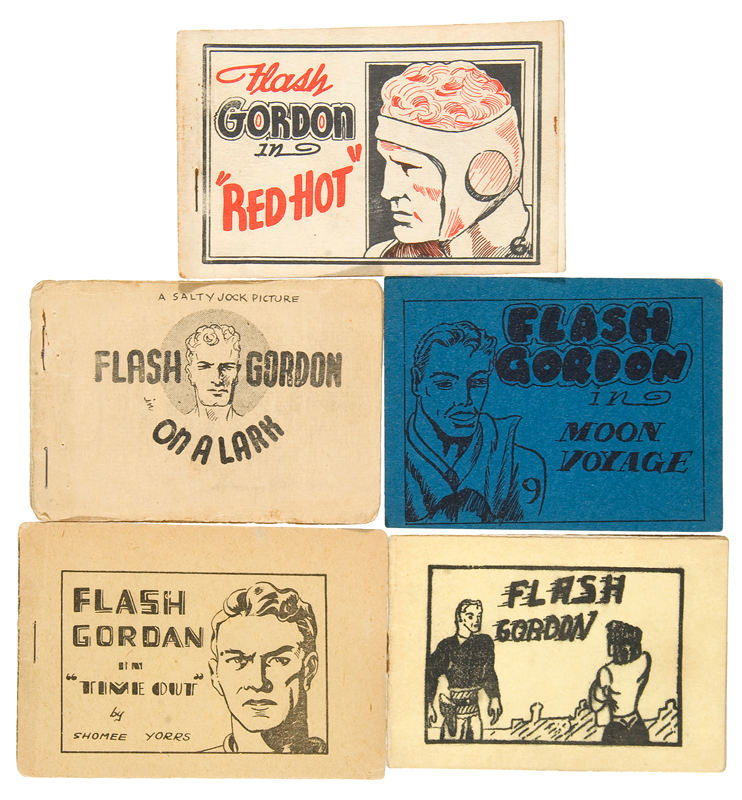 Flash
GORDON
in
"RED-HOT"
A SALTY JOCK PICTURE
FLASH GORDON
in
ON A LARK
FLASH
GORDON
in
MOON
VOYAGE
9
FLASH
GORDAN
IN
"TIME OUT"
by
SHOMEE YORRS
FLASH
GORDON